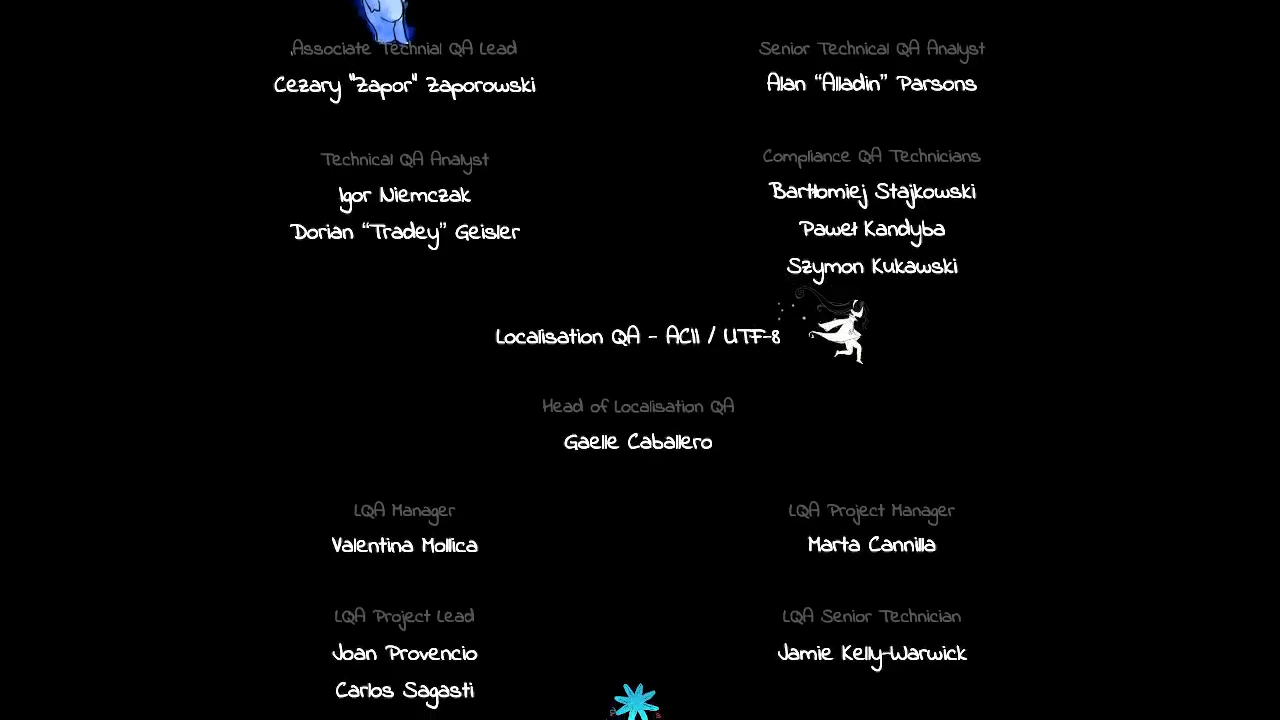 Associate Technial QA Lead
Cezary "Zapor" Zaporowski
Senior Technical QA Analyst
Alan “Alladin” Parsons
Technical QA Analyst
Igor Niemczak
Dorian “Tradey” Geisler
Compliance QA Technicians
Bartłomiej Stajkowski
Paweł Kandyba
Szymon Kukawski
Localisation QA - ACII / UTF-8
Head of Localisation QA
Gaelle Caballero
LQA Manager
Valentina Mollica
LQA Project Manager
Marta Cannilla
LQA Project Lead
Joan Provencio
Carlos Sagasti
LQA Senior Technician
Jamie Kelly-Warwick